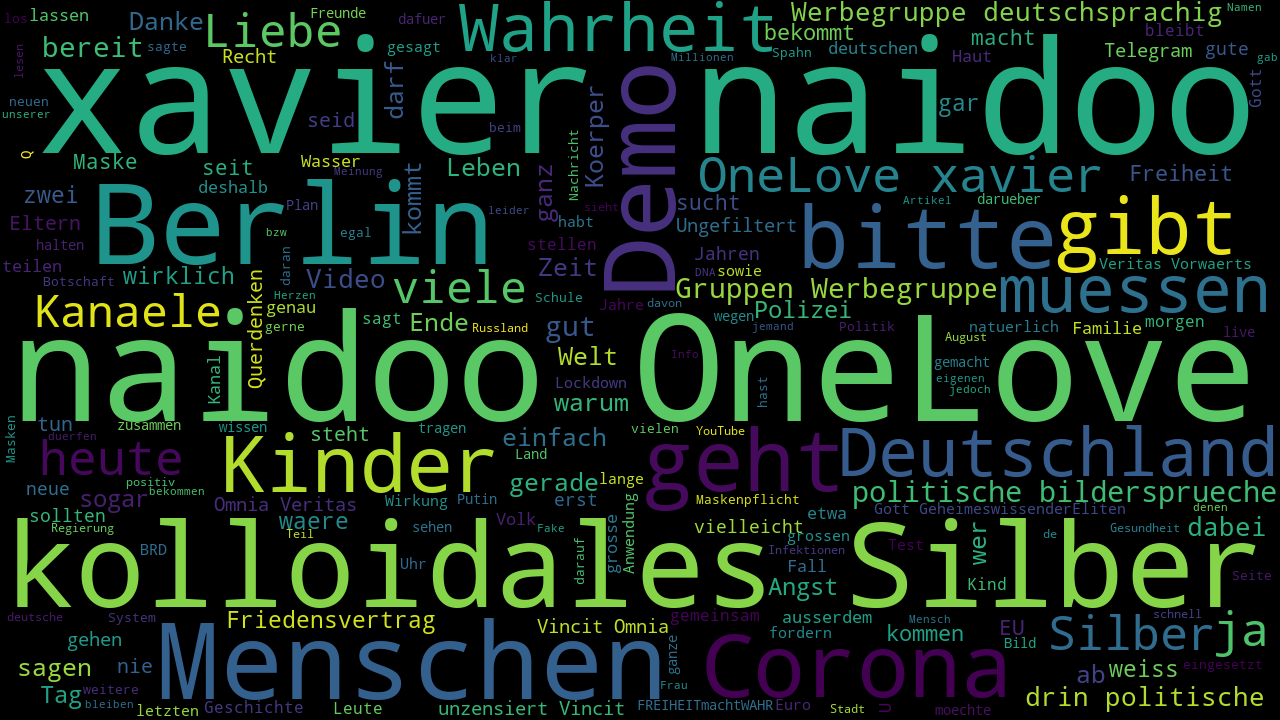 los
lassen
Danke
Liebe
Freunde
dafuer
Wahrheit
Werbegruppe deutschsprachig
Namen
bereit
sagte
Recht
gesagt
klar
Millionen
bekommt
Spahn
deutschen
macht
Haut
bleibt
Telegram
gute
gab
lesen
xavier naidoo
darf
Demo
Gott
neuen
unserer
seid
beim
Koerper
gar
Q
Maske
seit
Wasser
Meinung
Leben
Nachricht
OneLove xavier
Freiheit
zwei
deshalb
Berlin
Plan
kommt
leider
ganz
habt
sieht
sucht
Artikel
darueber
bitte
gibt
Eltern
halten
bzw
egal
daran
stellen
Ungefiltert
teilen
Botschaft
wirklich
Herzen
Video
viele
Zeit
Schule
Jahren
DNA
sowie
Veritas Vorwaerts
Gruppen Werbegruppe
muessen
Kanaele
Querdenken
genau
gerne
sagt
Ende
Russland
gut
Jahre
davon
wegen
Polizei
jemand
Politik
August
natuerlich
Familie
morgen
live
naidoo OneLove
Kanal
Welt
Info
Lockdown
warum
hast
gemacht
eigenen
jedoch
Masken
tun
duerfen
zusammen
wissen
steht
tragen
einfach
vielen
YouTube
heute
Kinder
Land
geht
Deutschland
neue
positiv
bekommen
sogar
Omnia Veritas
Wirkung
Putin
gerade
erst
lange
Maskenpflicht
politische bildersprueche
sollten
Regierung
waere
Teil
sehen
Volk
Fake
grosse
Anwendung
vielleicht
etwa
Gott GeheimeswissenderEliten
denen
dabei
kolloidales Silber
BRD
Uhr
darauf
grossen
Infektionen
Fall
Test
wer
de
Gesundheit
Seite
Angst
Kind
deutsche
System
Friedensvertrag
Vincit Omnia
gemeinsam
ausserdem
fordern
Mensch
kommen
EU
Bild
schnell
Silber
ja
gehen
sagen
nie
Menschen
ganze
Frau
Corona
ab
weiss
eingesetzt
Tag
weitere
bleiben
letzten
Geschichte
Leute
unzensiert Vincit
FREIHEITmachtWAHR
Euro
Stadt
U
moechte
drin politische